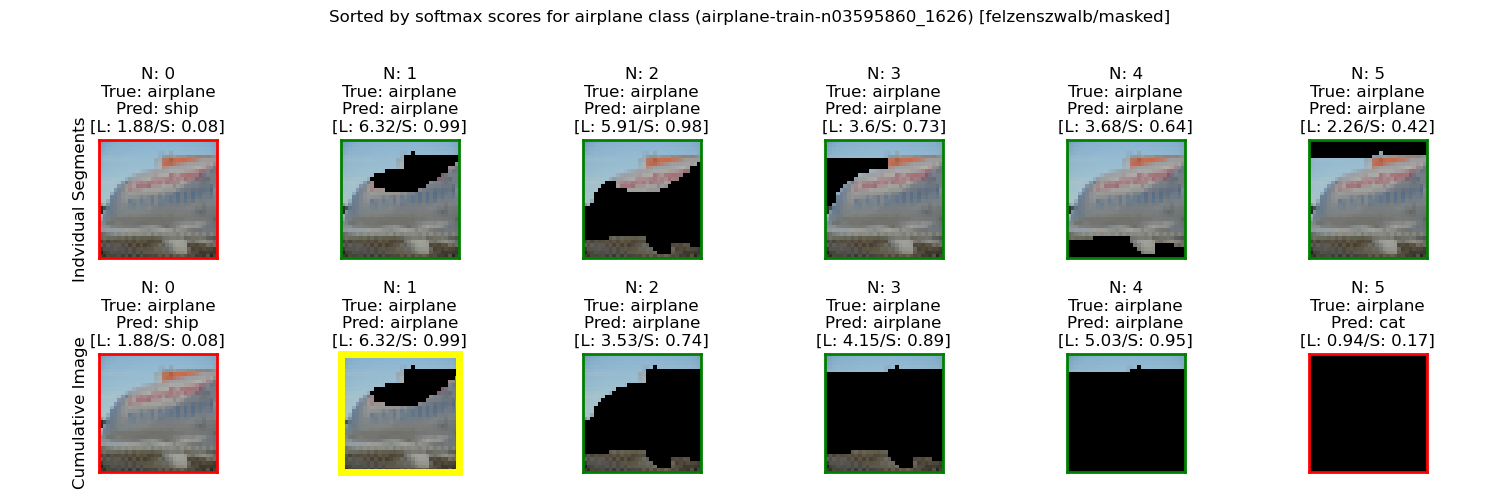 Sorted by softmax scores for airplane class (airplane-train-n03595860_1626) [felzenszwalb/masked]
Indvidual Segments
N: 0
True: airplane
Pred: ship
[L: 1.88/S: 0.08]
N: 1
True: airplane
Pred: airplane
[L: 6.32/S: 0.99]
N: 2
True: airplane
Pred: airplane
[L: 5.91/S: 0.98]
N: 3
True: airplane
Pred: airplane
[L: 3.6/S: 0.73]
N: 4
True: airplane
Pred: airplane
[L: 3.68/S: 0.64]
N: 5
True: airplane
Pred: airplane
[L: 2.26/S: 0.42]
Cumulative Image
N: 0
True: airplane
Pred: ship
[L: 1.88/S: 0.08]
N: 1
True: airplane
Pred: airplane
[L: 6.32/S: 0.99]
N: 2
True: airplane
Pred: airplane
[L: 3.53/S: 0.74]
N: 3
True: airplane
Pred: airplane
[L: 4.15/S: 0.89]
N: 4
True: airplane
Pred: airplane
[L: 5.03/S: 0.95]
N: 5
True: airplane
Pred: cat
[L: 0.94/S: 0.17]